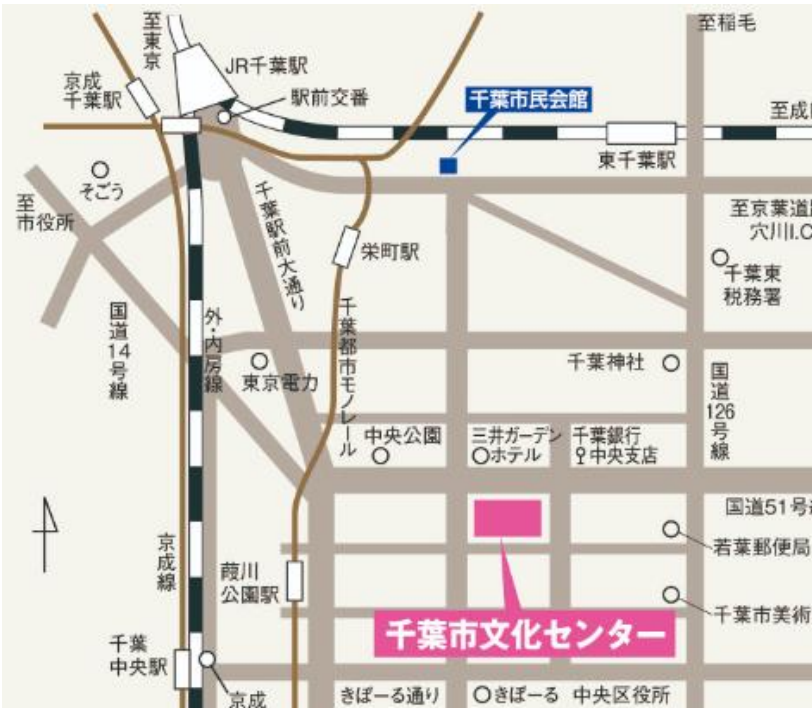 至東京
JR千葉駅
京成
千葉駅
駅前交番
千葉市民会館
至稲毛
至成
東千葉駅
そごう
至
市役所
千葉駅前大通り
栄町駅
至京葉道
穴川I.C
千葉東
税務署
国道14号線
外・内房線
東京電力
千葉都市モノレール
千葉神社
国道126号線
中央公園
三井ガーデン
ホテル
千葉銀行
中央支店
国道51号
若葉郵便局
京成線
葭川
公園駅
千葉市美術
千葉市文化センター
千葉
中央駅
京成
きぼーる通り
きぼーる
中央区役所